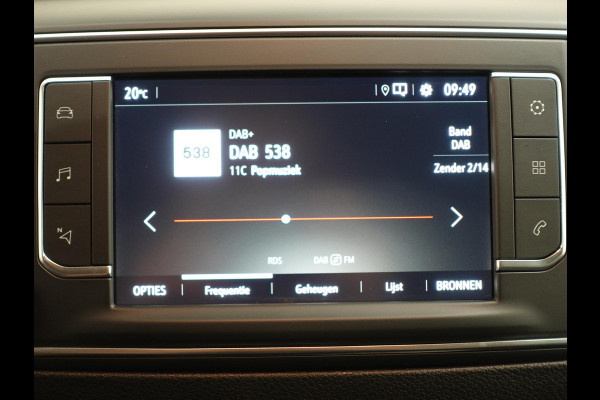 20°C 09:49
DAB+
538 DAB 538
11C Popmuziek
Band
DAB
Zender 2/14
N
RDS DAB FM
OPTIES Frequentie Geheugen Lijst BRONNEN